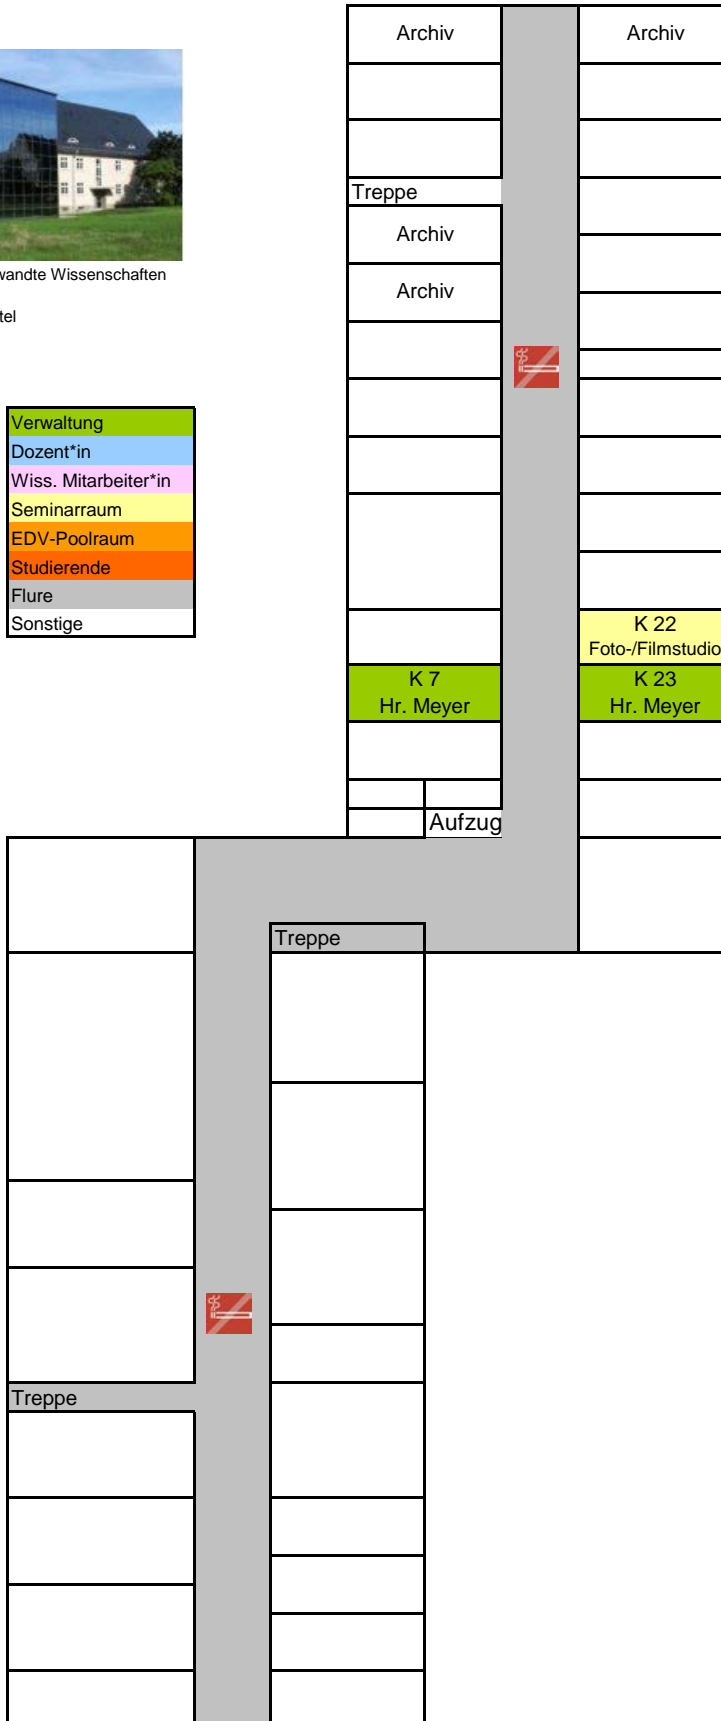 Archiv
Archiv
Treppe
Archiv
wandte Wissenschaften
Archiv
tel
Verwaltung
Dozent*in
Wiss. Mitarbeiter*in
Seminarraum
EDV-Poolraum
Studierende
Flure
Sonstige
K 22
Foto-/Filmstudio
K 7
Hr. Meyer
K 23
Hr. Meyer
Aufzug
Treppe
Treppe